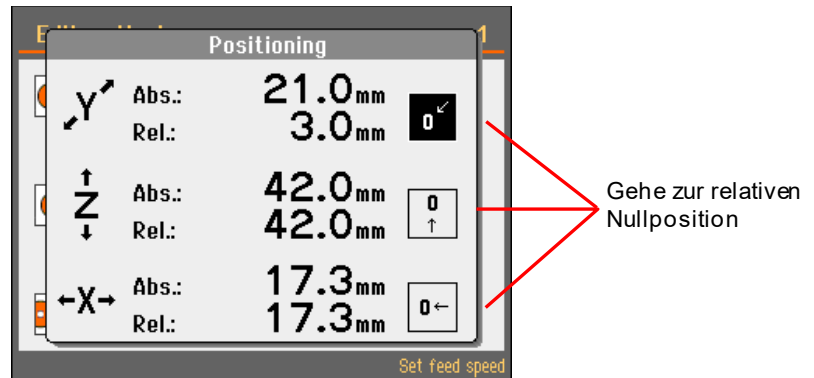 Positioning
1
Y
Abs.: 21.0mm
Rel.: 3.0mm
0↙
Z
Abs.: 42.0mm
Rel.: 42.0mm
0
↑
←X→
Abs.: 17.3mm
Rel.: 17.3mm
0←
Set feed speed
Gehe zur relativen
Nullposition